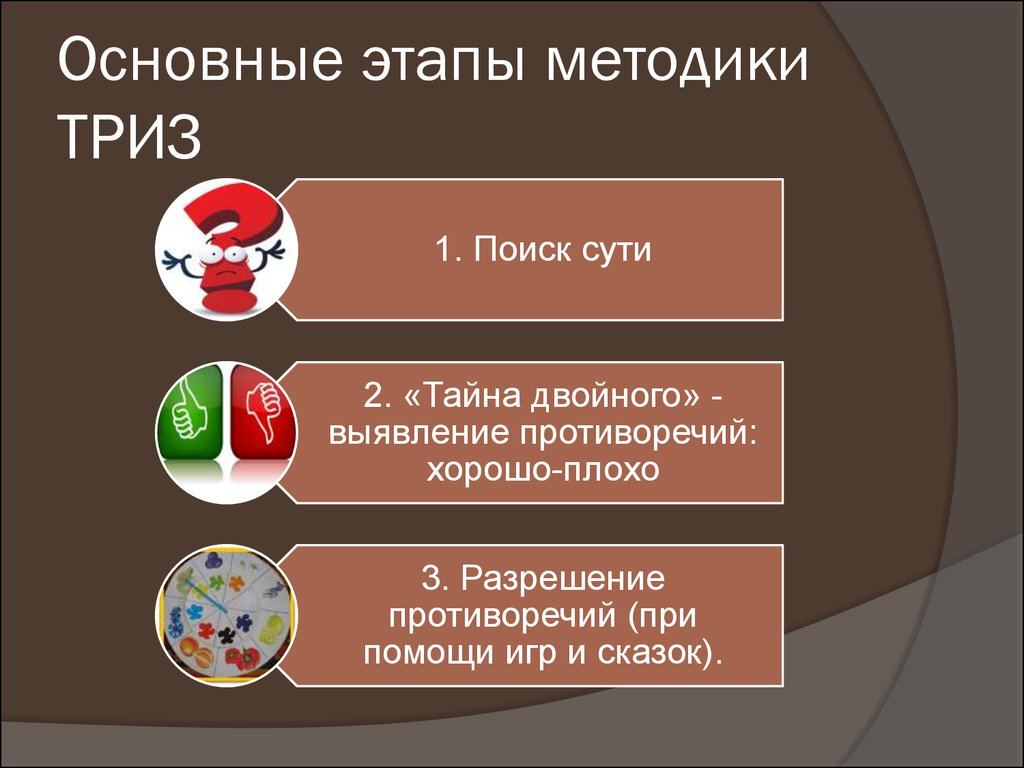 Основные этапы методики
ТРИЗ
1. Поиск сути
2. «Тайна двойного» -
выявление противоречий:
хорошо-плохо
3. Разрешение
противоречий (при
помощи игр и сказок).